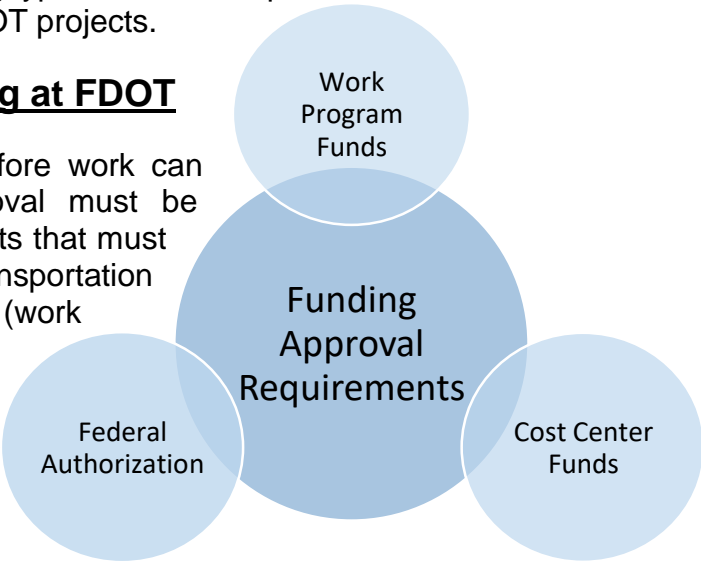 OT projects.
g at FDOT
fore work can
oval must be
ts that must
nsportation
(work
Work
Program
Funds
Funding
Approval
Requirements
Federal
Authorization
Cost Center
Funds